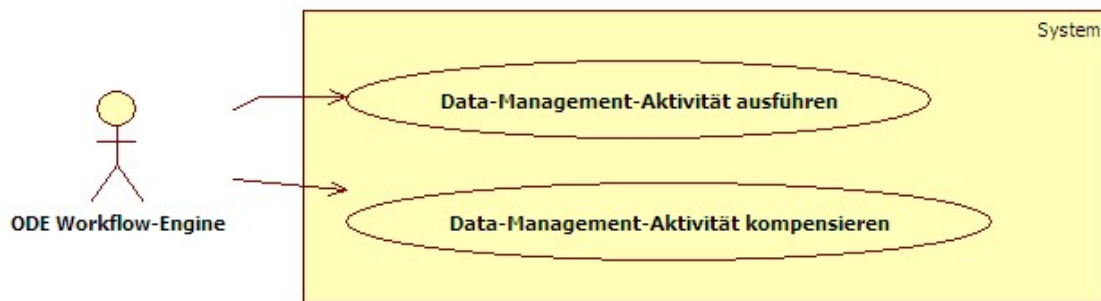 System
Data-Management-Aktivität ausführen
ODE Workflow-Engine
Data-Management-Aktivität kompensieren